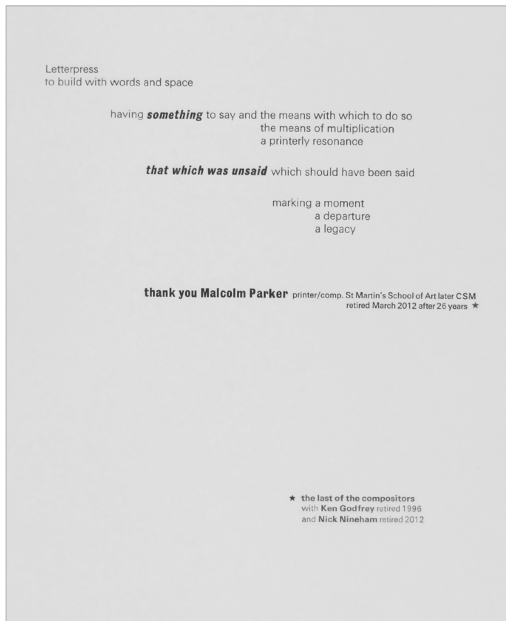 Letterpress
to build with words and space
having something to say and the means with which to do so
the means of multiplication
a printerly resonance
that which was unsaid which should have been said
marking a moment
a departure
a legacy
thank you Malcolm Parker printer/comp. St Martin's School of Art later CSM
retired March 2012 after 26 years ★
★ the last of the compositors
with Ken Godfrey retired 1996
and Nick Nineham retired 2012